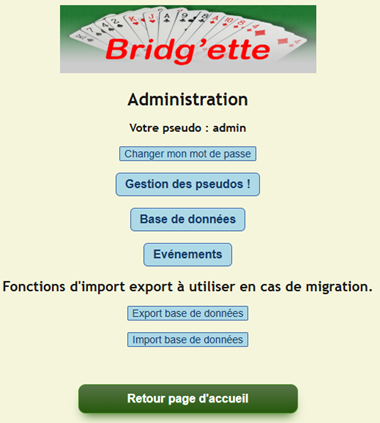 Bridg'ette
Administration
Votre pseudo : admin
Changer mon mot de passe
Gestion des pseudos !
Base de données
Evénements
Fonctions d'import export à utiliser en cas de migration.
Export base de données
Import base de données
Retour page d'accueil